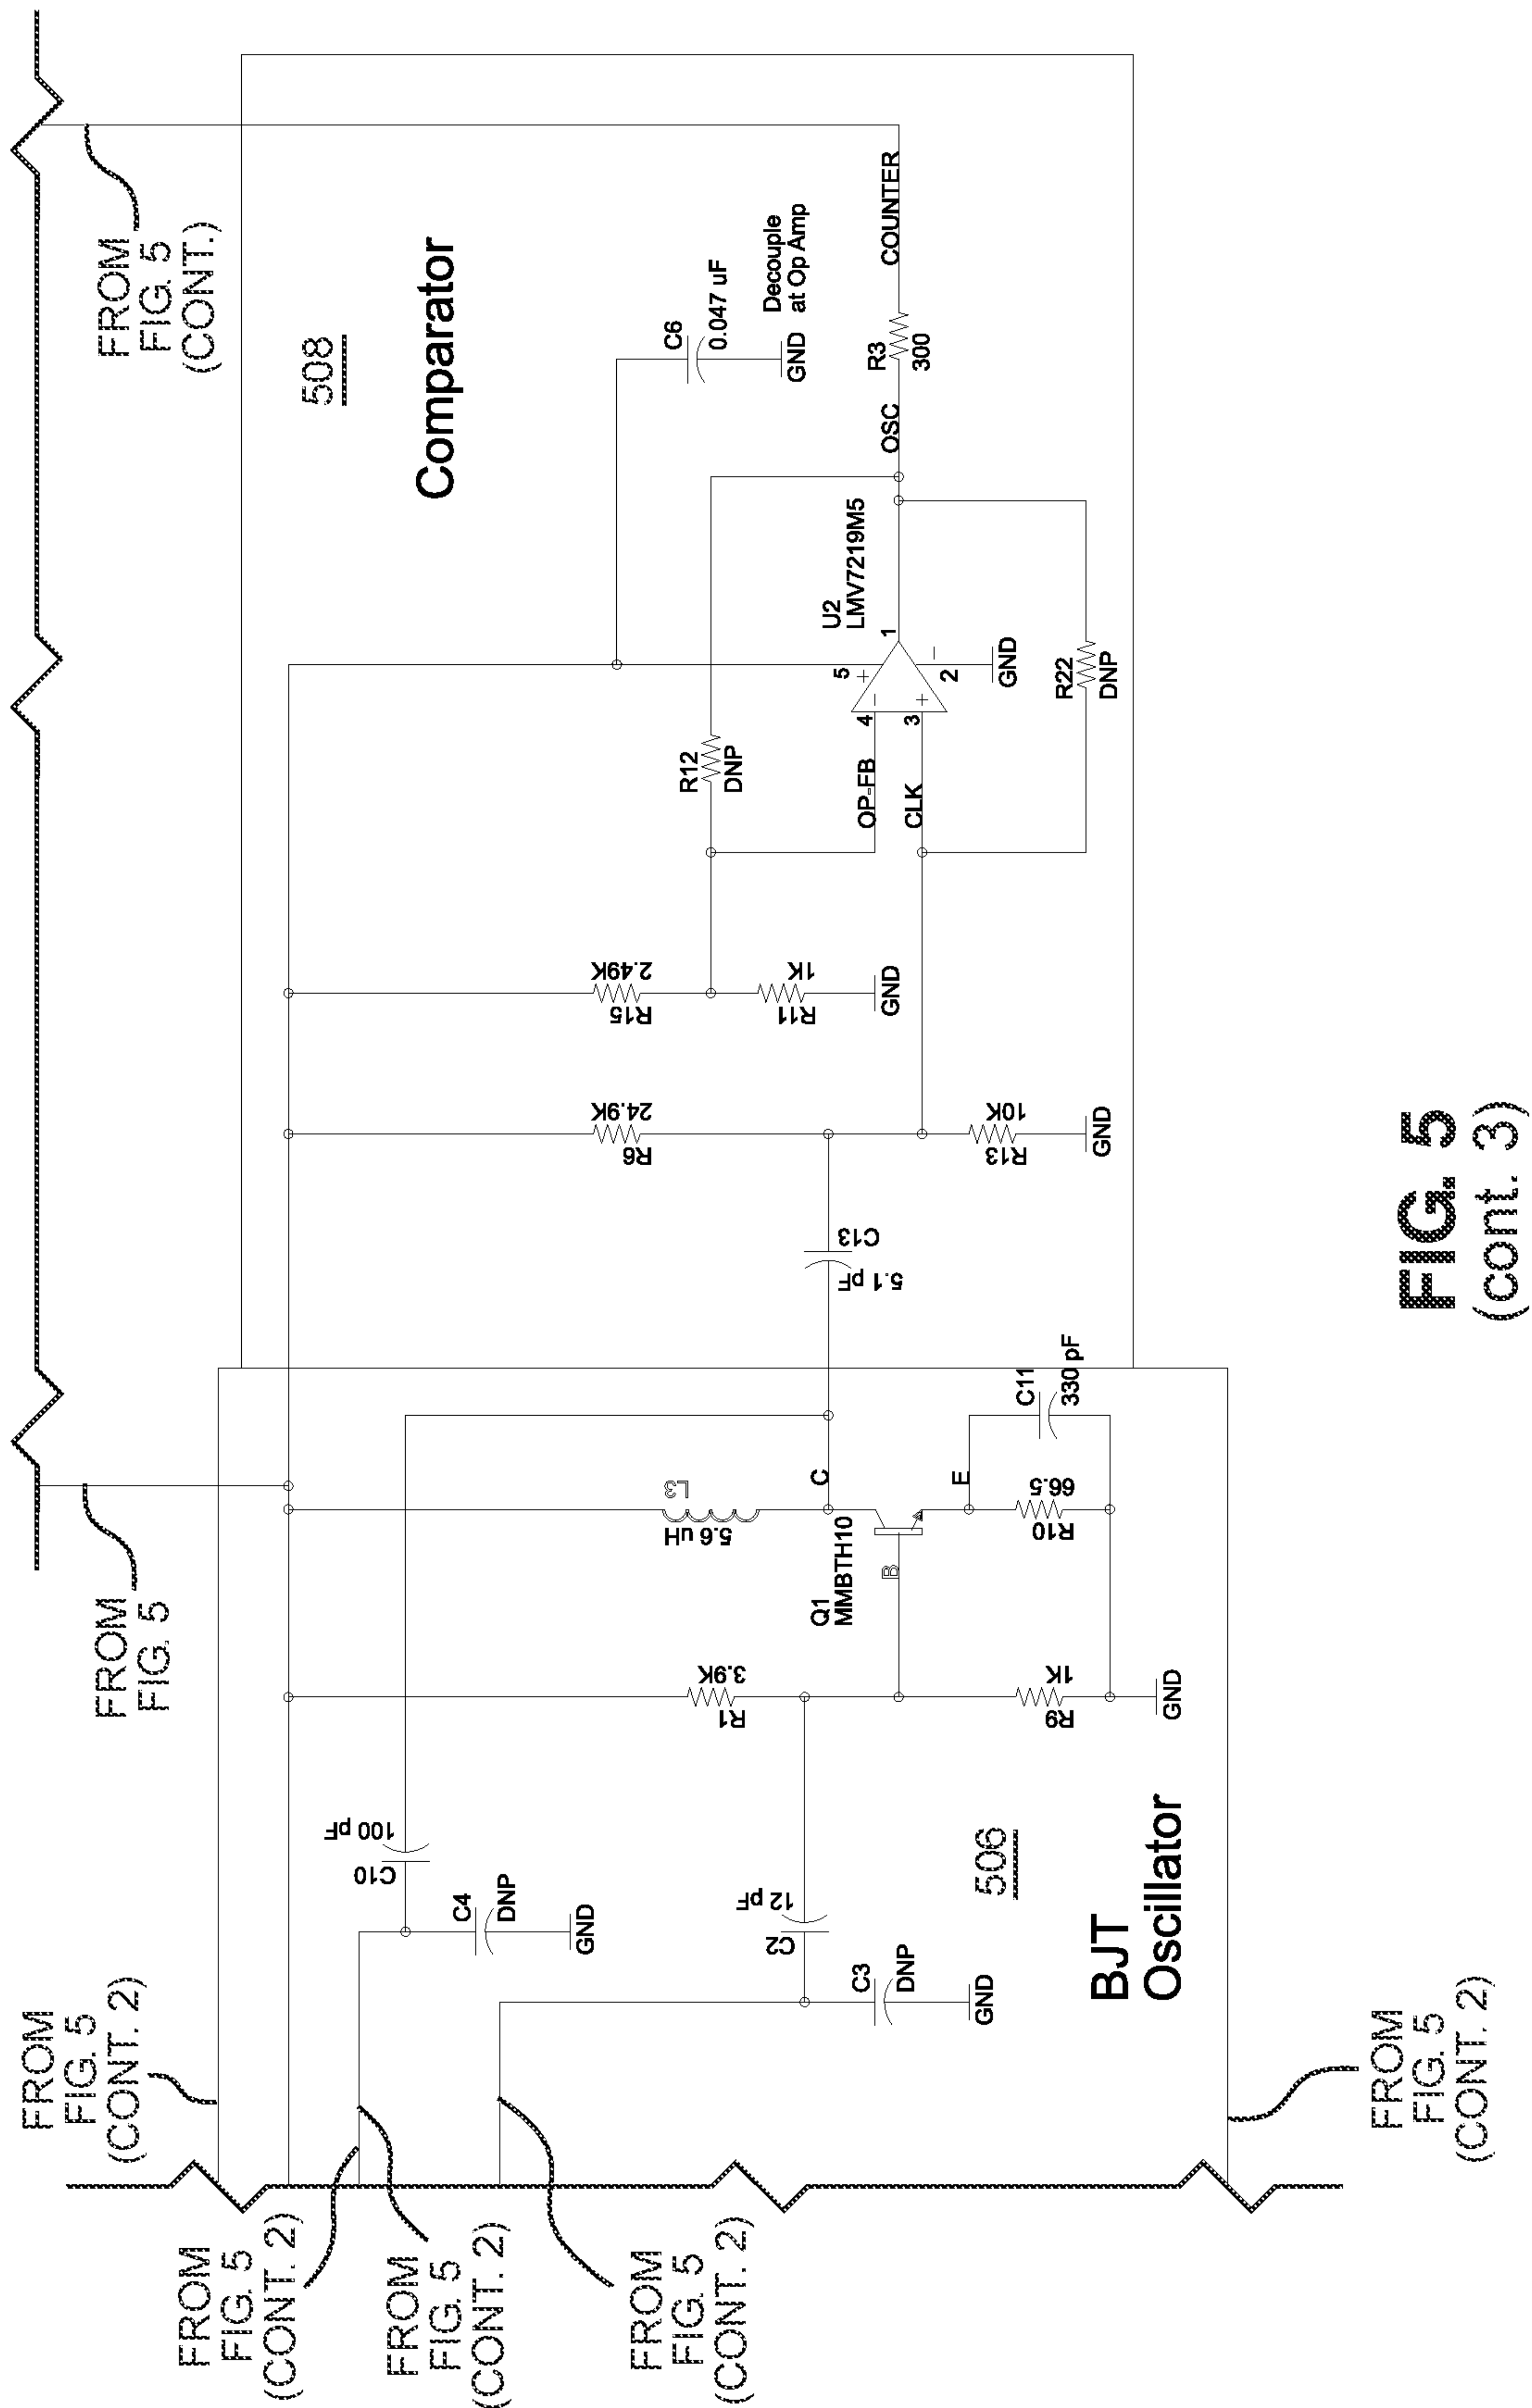 FROM
FIG. 5
(CONT. 2)
FROM
FIG. 5
FROM
FIG. 5
(CONT.)
FROM
FIG. 5
(CONT. 2)
FROM
FIG. 5
(CONT. 2)
FROM
FIG. 5
(CONT. 2)
FROM
FIG. 5
(CONT. 2)
506
BJT
Oscillator
C10
100 pF
C4
DNP
GND
C2
12 pF
C3
DNP
GND
R1
3.9K
R9
1K
GND
L3
5.6 uH
Q1
MMBTH10
C
B
E
R10
66.5
C11
330 pF
508
Comparator
C13
5.1 pF
R6
24.9K
R13
10K
GND
R15
2.49K
R11
1K
GND
R12
DNP
OP-FB
CLK
4
-
3
+
5
+
2
-
1
GND
U2
LMV7219M5
R22
DNP
C6
0.047 uF
GND
Decouple
at Op Amp
OSC
R3
300
COUNTER
FIG. 5
(cont. 3)